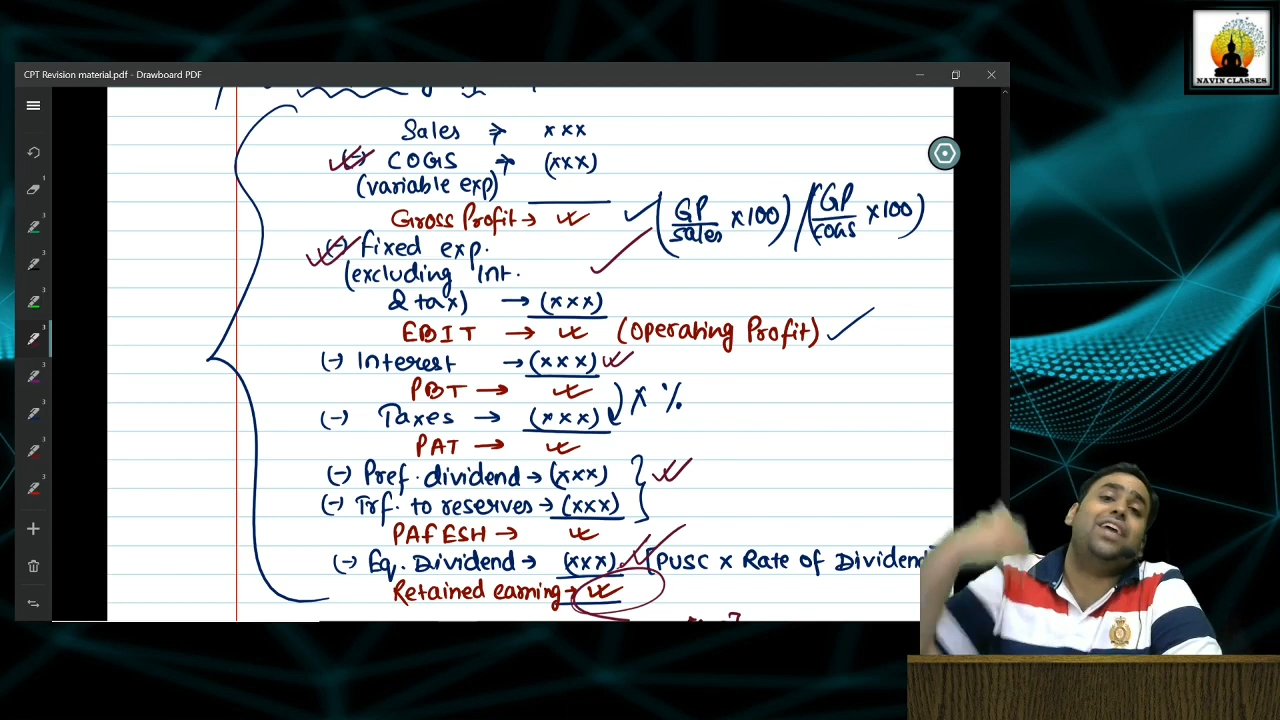 NAVIN CLASSES
CPT Revision material.pdf - Drawboard PDF
Sales → xxx
(-) COGS → (xxx)
(variable exp)
Gross Profit → (GP/Sales x100) / (GP/COGS x100)
(-) Fixed exp.
(excluding Int.
& tax) → (xxx)
EBIT → (Operating Profit)
(-) Interest → (xxx)
PBT → x %
(-) Taxes → (xxx)
PAT →
(-) Pref. dividend → (xxx)
(-) Trf. to reserves → (xxx)
PAFESH →
(-) Eq. Dividend → (xxx) [PUSC x Rate of Dividend
Retained earning →